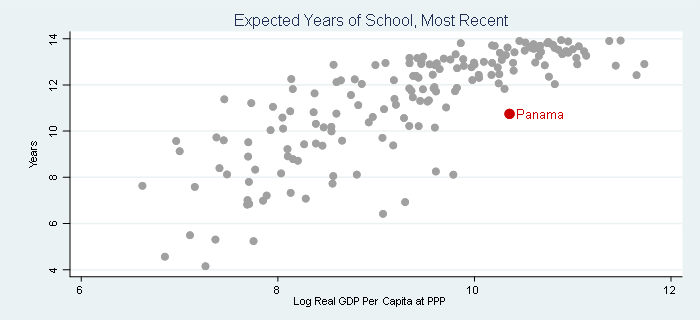 Expected Years of School, Most Recent
14
12
10
8
6
4
Years
Panama
6
8
10
12
Log Real GDP Per Capita at PPP